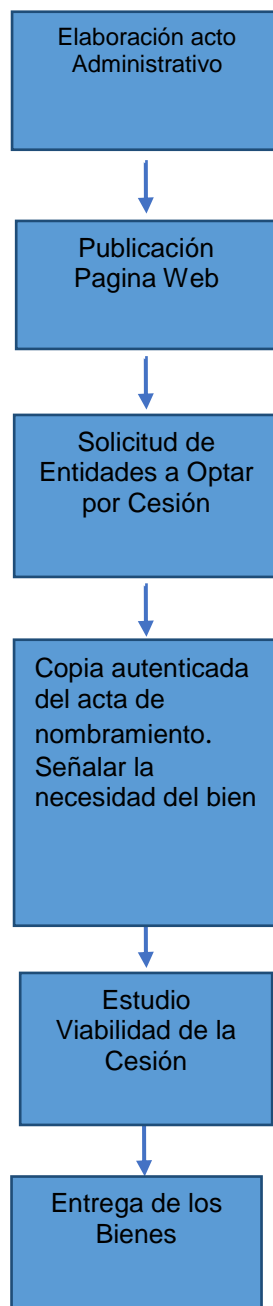 Elaboración acto
Administrativo
Publicación
Pagina Web
Solicitud de
Entidades a Optar
por Cesión
Copia autenticada
del acta de
nombramiento.
Señalar la
necesidad del bien
Estudio
Viabilidad de la
Cesión
Entrega de los
Bienes